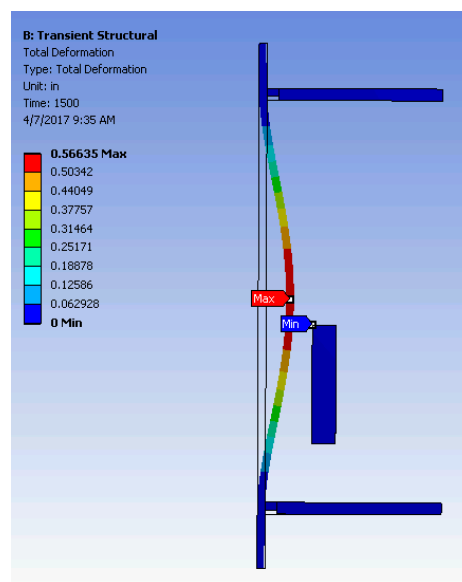 B: Transient Structural
Total Deformation
Type: Total Deformation
Unit: in
Time: 1500
4/7/2017 9:35 AM
0.56635 Max
0.50342
0.44049
0.37757
0.31464
0.25171
0.18878
0.12586
0.062928
0 Min
Max
Min